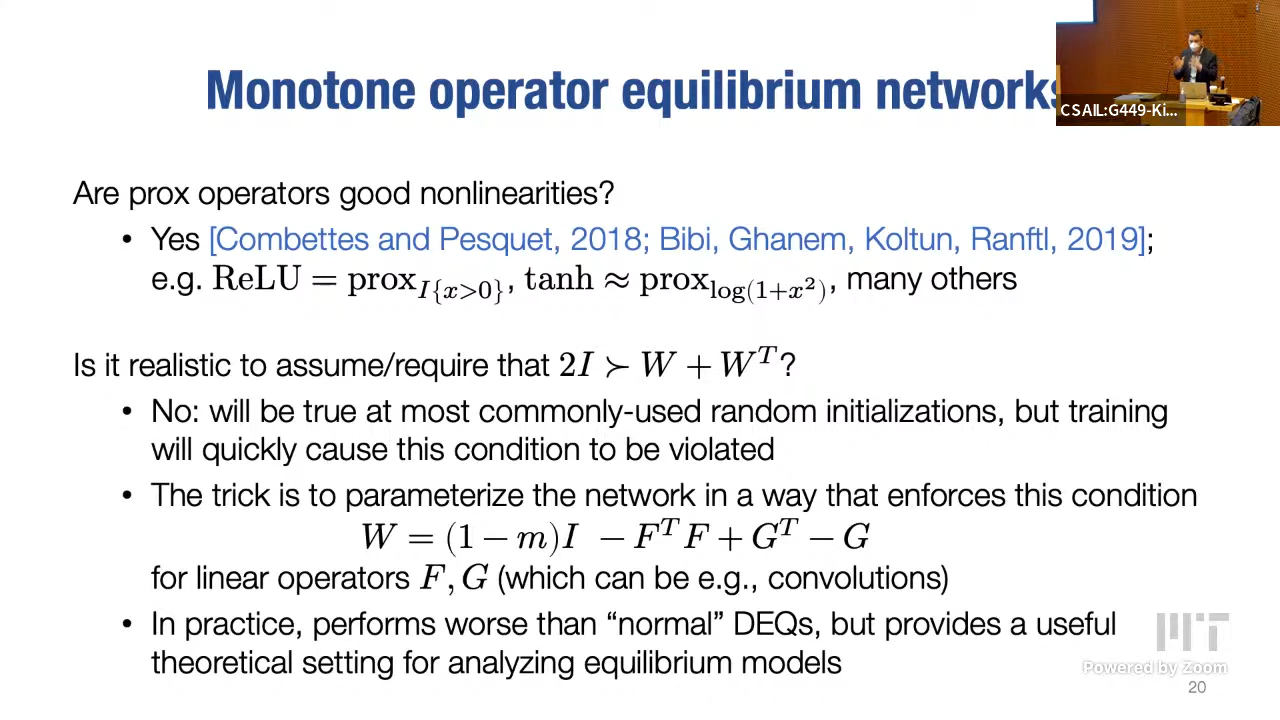 Monotone operator equilibrium networks
CSAIL:G449-Ki...
Are prox operators good nonlinearities?
• Yes [Combettes and Pesquet, 2018; Bibi, Ghanem, Koltun, Ranftl, 2019];
e.g. ReLU = prox_{I{x>0}}, tanh ≈ prox_{log(1+x²)}, many others
Is it realistic to assume/require that 2I ≻ W + Wᵀ?
• No: will be true at most commonly-used random initializations, but training
will quickly cause this condition to be violated
• The trick is to parameterize the network in a way that enforces this condition
W = (1 − m)I − FᵀF + Gᵀ − G
for linear operators F, G (which can be e.g., convolutions)
• In practice, performs worse than “normal” DEQs, but provides a useful
theoretical setting for analyzing equilibrium models
MIT
Powered by Zoom
20